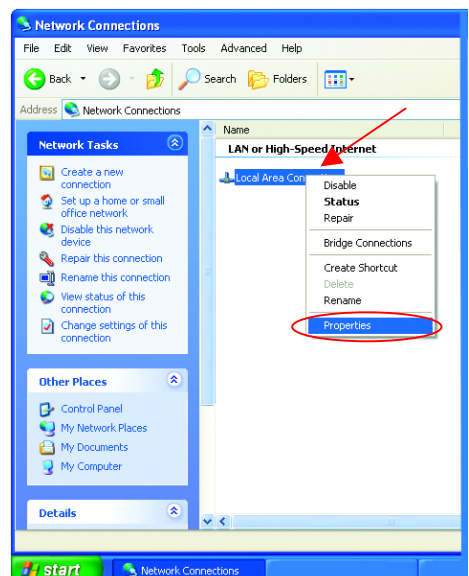 Network Connections
File Edit View Favorites Tools Advanced Help
Back Search Folders
Address Network Connections
Network Tasks
Create a new
connection
Set up a home or small
office network
Disable this network
device
Repair this connection
Rename this connection
View status of this
connection
Change settings of this
connection
Other Places
Control Panel
My Network Places
My Documents
My Computer
Details
Name
LAN or High-Speed Internet
Local Area
Disable
Status
Repair
Bridge Connections
Create Shortcut
Delete
Rename
Properties
start Network Connections